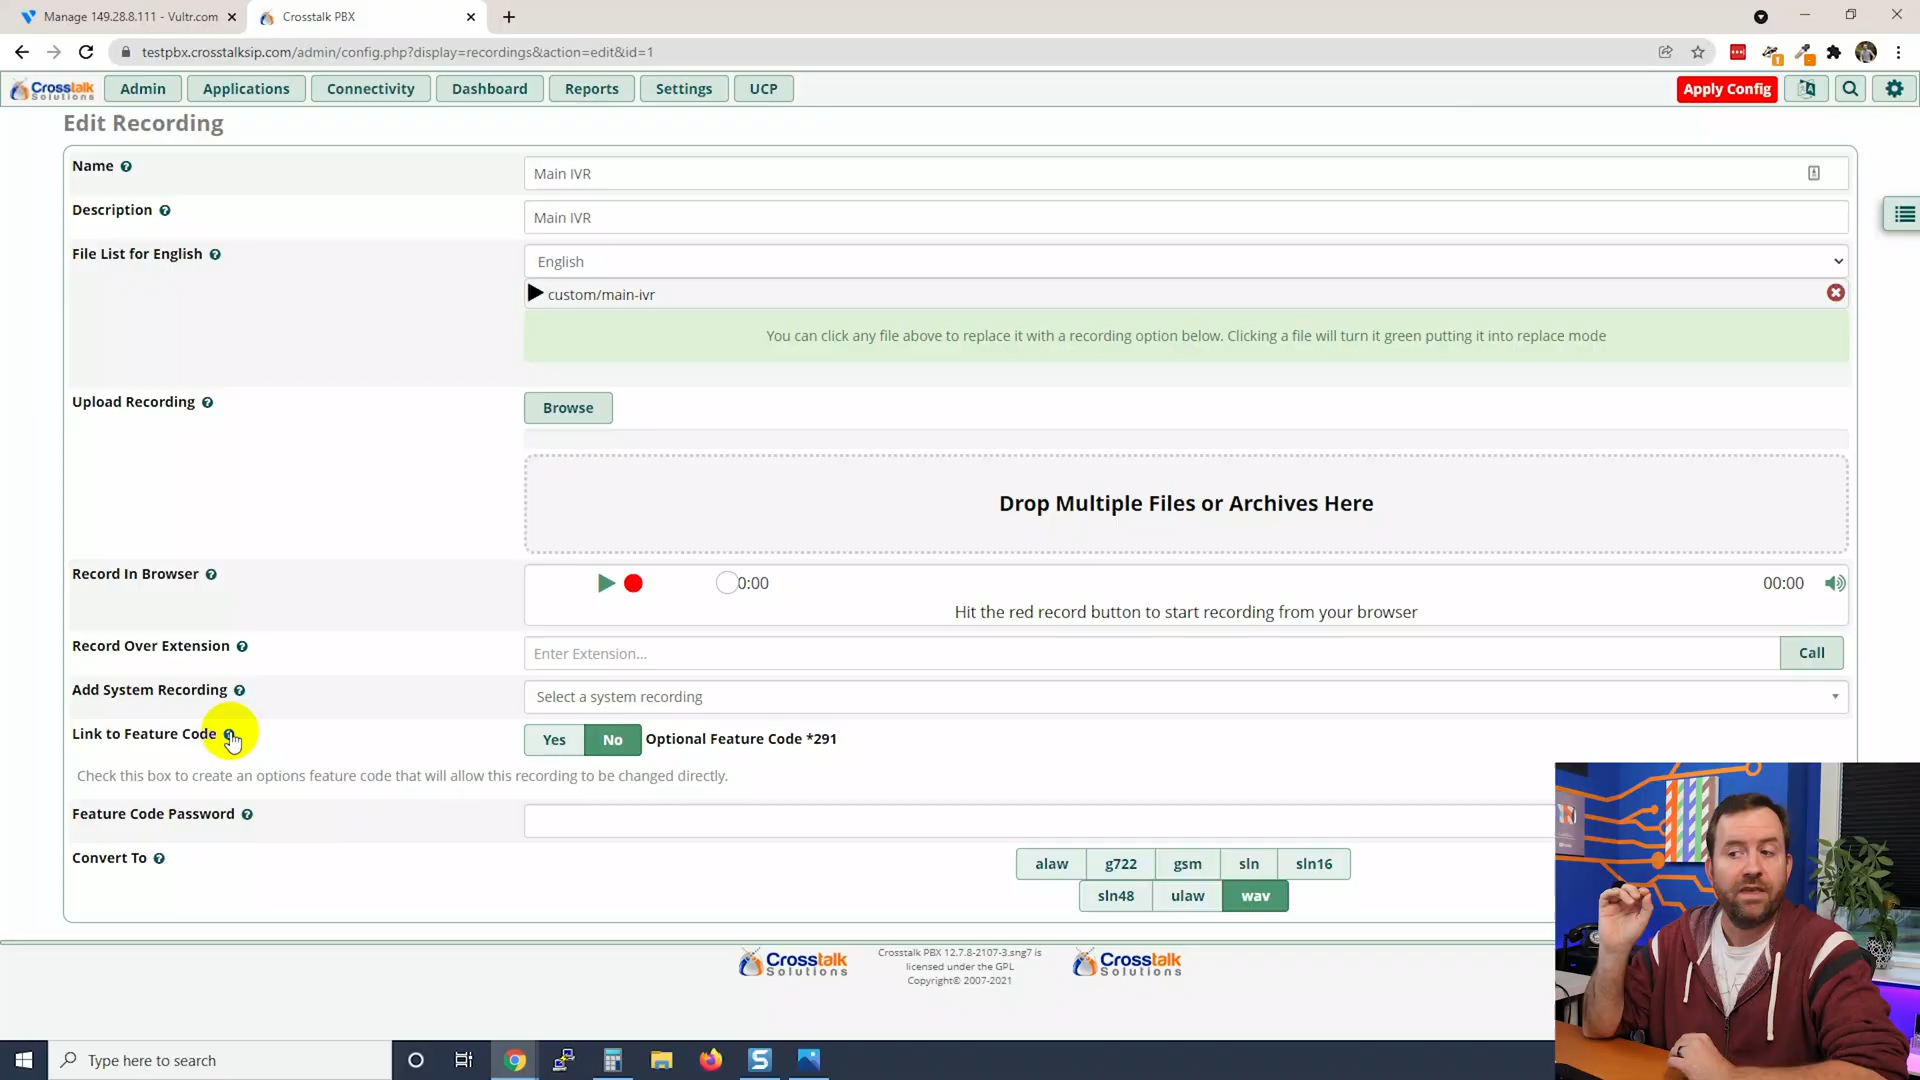 Manage 149.28.8.111 - Vultr.com
Crosstalk PBX
testpbx.crosstalksip.com/admin/config.php?display=recordings&action=edit&id=1
Crosstalk Solutions
Admin
Applications
Connectivity
Dashboard
Reports
Settings
UCP
Apply Config
Edit Recording
Name
Main IVR
Description
Main IVR
File List for English
English
custom/main-ivr
You can click any file above to replace it with a recording option below. Clicking a file will turn it green putting it into replace mode
Upload Recording
Browse
Drop Multiple Files or Archives Here
Record In Browser
0:00
00:00
Hit the red record button to start recording from your browser
Record Over Extension
Enter Extension...
Call
Add System Recording
Select a system recording
Link to Feature Code
Yes
No
Optional Feature Code *291
Check this box to create an options feature code that will allow this recording to be changed directly.
Feature Code Password
Convert To
alaw
g722
gsm
sln
sln16
sln48
ulaw
wav
Crosstalk Solutions
Crosstalk PBX 12.7.8-2107-3.sng7 is
licensed under the GPL
Copyright© 2007-2021
Crosstalk Solutions
Type here to search